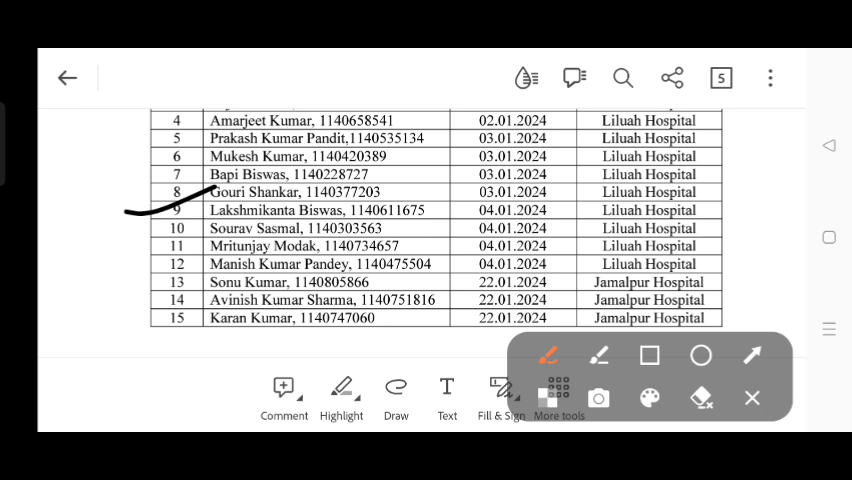 5
4 Amarjeet Kumar, 1140658541 02.01.2024 Liluah Hospital
5 Prakash Kumar Pandit,1140535134 03.01.2024 Liluah Hospital
6 Mukesh Kumar, 1140420389 03.01.2024 Liluah Hospital
7 Bapi Biswas, 1140228727 03.01.2024 Liluah Hospital
8 Gouri Shankar, 1140377203 03.01.2024 Liluah Hospital
9 Lakshmikanta Biswas, 1140611675 04.01.2024 Liluah Hospital
10 Sourav Sasmal, 1140303563 04.01.2024 Liluah Hospital
11 Mritunjay Modak, 1140734657 04.01.2024 Liluah Hospital
12 Manish Kumar Pandey, 1140475504 04.01.2024 Liluah Hospital
13 Sonu Kumar, 1140805866 22.01.2024 Jamalpur Hospital
14 Avinish Kumar Sharma, 1140751816 22.01.2024 Jamalpur Hospital
15 Karan Kumar, 1140747060 22.01.2024 Jamalpur Hospital
Comment Highlight Draw Text Fill & Sign More tools